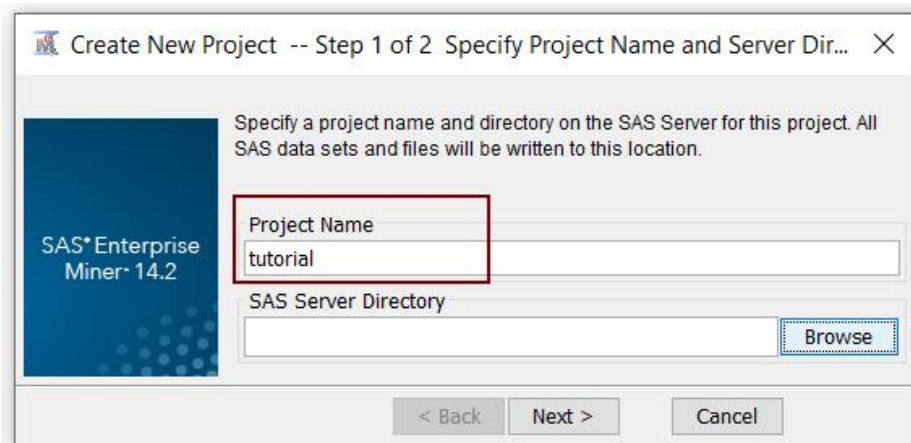 Create New Project -- Step 1 of 2 Specify Project Name and Server Dir...
Specify a project name and directory on the SAS Server for this project. All
SAS data sets and files will be written to this location.
SAS® Enterprise
Miner™ 14.2
Project Name
tutorial
SAS Server Directory
Browse
< Back
Next >
Cancel